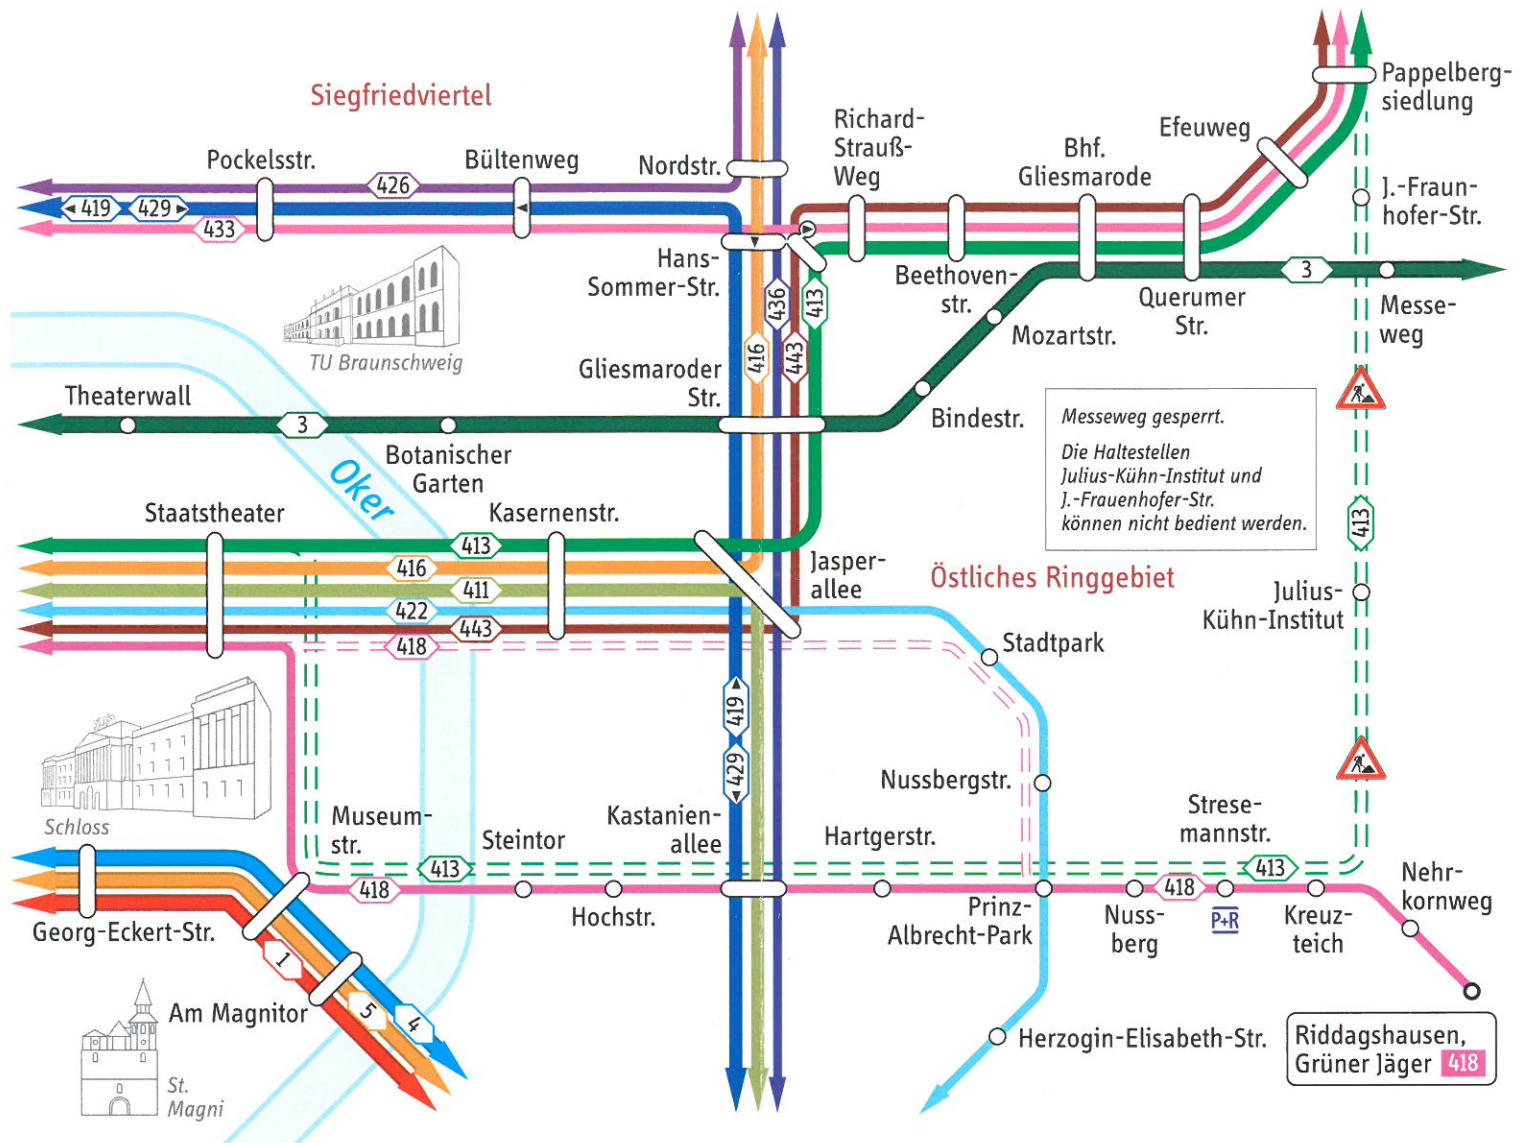 Siegfriedviertel
Pockelsstr.
Bültenweg
Nordstr.
426
419
429
433
Richard-
Strauß-
Weg
Bhf.
Gliesmarode
Efeuweg
Pappelberg-
siedlung
J.-Fraun-
hofer-Str.
Hans-
Sommer-Str.
Beethoven-
str.
Querumer
Str.
3
Messe-
weg
Mozartstr.
TU Braunschweig
436
413
416
443
Gliesmaroder
Str.
Theaterwall
3
Botanischer
Garten
Bindestr.
Messeweg gesperrt.
Die Haltestellen
Julius-Kühn-Institut und
J.-Frauenhofer-Str.
können nicht bedient werden.
Oker
Staatstheater
Kasernenstr.
413
416
411
422
443
418
Jasper-
allee
Östliches Ringgebiet
413
Julius-
Kühn-Institut
Stadtpark
419
429
Nussbergstr.
Schloss
Museum-
str.
Steintor
Kastanien-
allee
Hartgerstr.
Strese-
mannstr.
413
413
418
418
Hochstr.
Prinz-
Albrecht-Park
Nuss-
berg
P+R
Kreuz-
teich
Nehr-
kornweg
Georg-Eckert-Str.
1
5
4
Am Magnitor
St.
Magni
Herzogin-Elisabeth-Str.
Riddagshausen,
Grüner Jäger 418